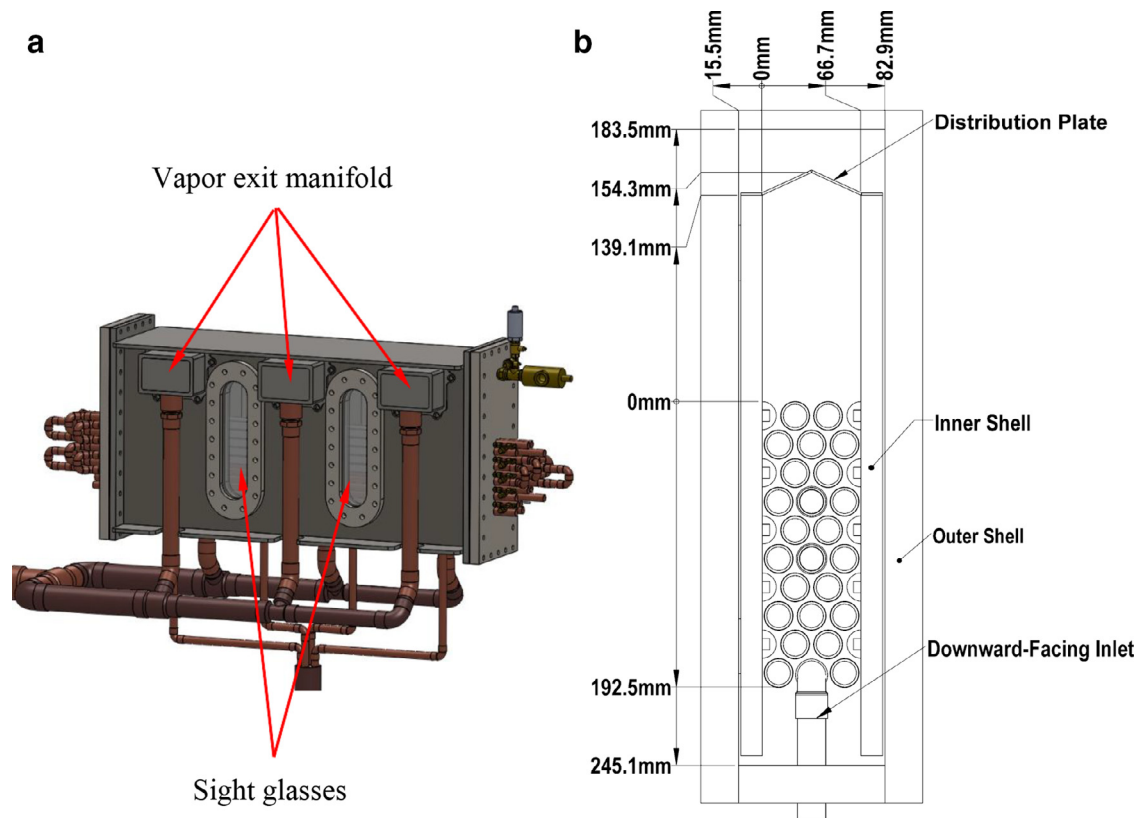 a
Vapor exit manifold
Sight glasses
b
15.5mm
0mm
66.7mm
82.9mm
183.5mm
Distribution Plate
154.3mm
139.1mm
0mm
Inner Shell
Outer Shell
Downward-Facing Inlet
192.5mm
245.1mm